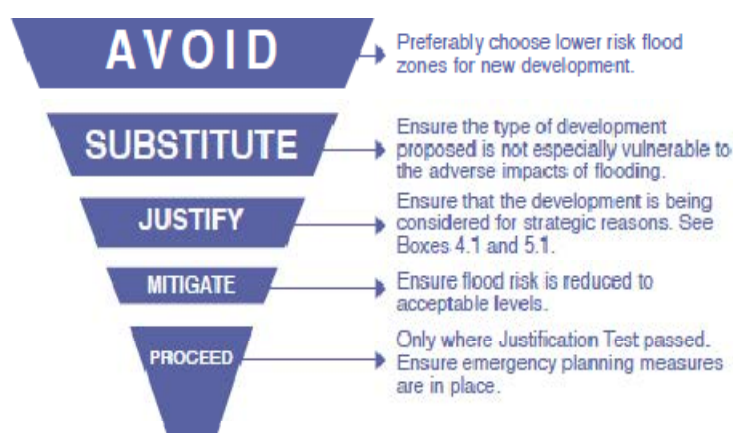 AVOID
Preferably choose lower risk flood
zones for new development.
SUBSTITUTE
Ensure the type of development
proposed is not especially vulnerable to
the adverse impacts of flooding.
JUSTIFY
Ensure that the development is being
considered for strategic reasons. See
Boxes 4.1 and 5.1.
MITIGATE
Ensure flood risk is reduced to
acceptable levels.
PROCEED
Only where Justification Test passed.
Ensure emergency planning measures
are in place.